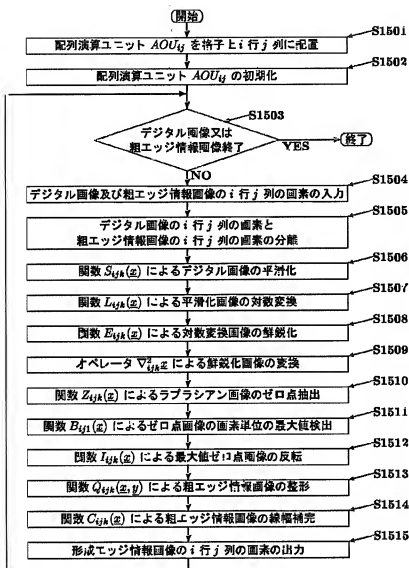 開始
S1501
配列演算ユニット AOU_ij を格子上 i 行 j 列に配置
S1502
配列演算ユニット AOU_ij の初期化
S1503
デジタル画像又は
粗エッジ情報画像終了
YES
終了
NO
S1504
デジタル画像及び粗エッジ情報画像の i 行 j 列の画素の入力
S1505
デジタル画像の i 行 j 列の画素と
粗エッジ情報画像の i 行 j 列の画素の分離
S1506
関数 S_ijk(x) によるデジタル画像の平滑化
S1507
関数 L_ijk(x) による平滑化画像の対数変換
S1508
関数 E_ijk(x) による対数変換画像の鮮鋭化
S1509
オペレータ ∇²_ijk x による鮮鋭化画像の変換
S1510
関数 Z_ijk(x) によるラプラシアン画像のゼロ点抽出
S1511
関数 B_ij1(x) によるゼロ点画像の画素単位の最大値検出
S1512
関数 I_ijk(x) による最大値ゼロ点画像の反転
S1513
関数 Q_ijk(x,y) による粗エッジ情報画像の整形
S1514
関数 C_ijk(x) による粗エッジ情報画像の線幅補完
S1515
形成エッジ情報画像の i 行 j 列の画素の出力